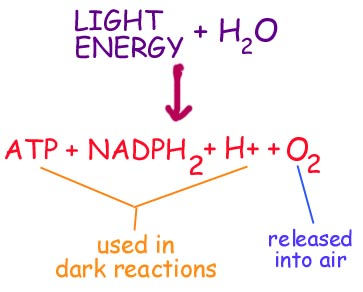 LIGHT
ENERGY + H₂O
ATP + NADPH₂ + H+ + O₂
used in
dark reactions
released
into air